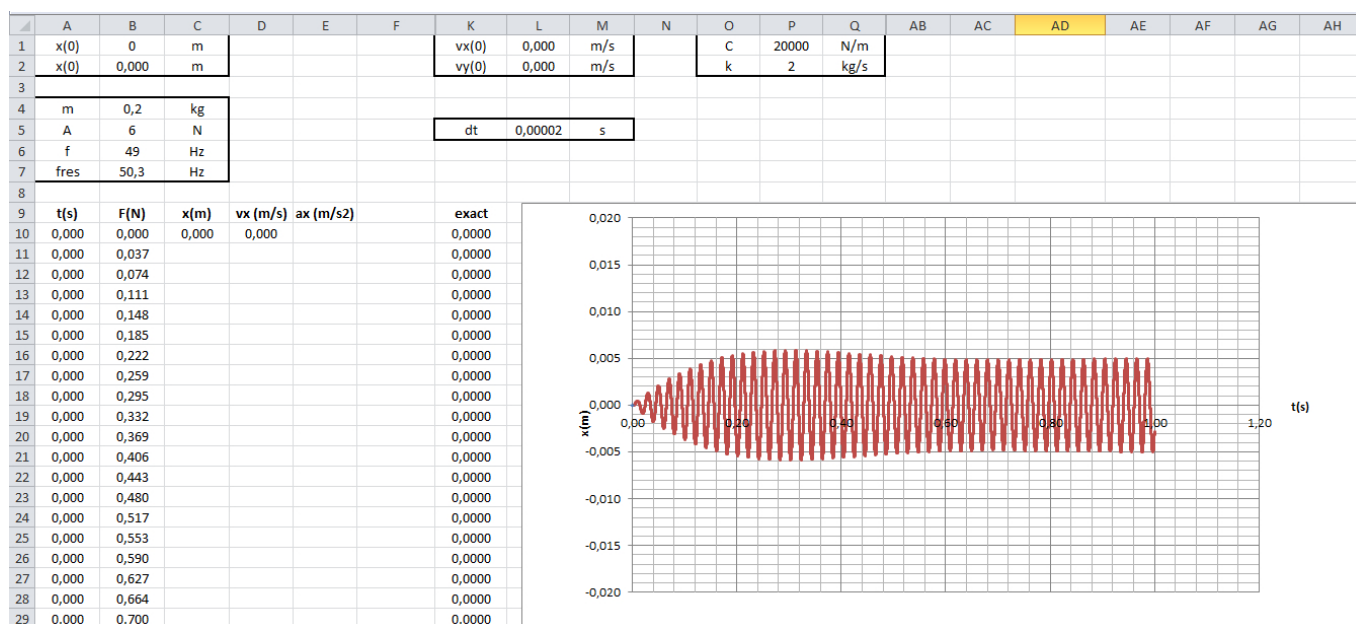 A B C D E F K L M N O P Q AB AC AD AE AF AG AH
1 x(0) 0 m vx(0) 0,000 m/s C 20000 N/m
2 x(0) 0,000 m vy(0) 0,000 m/s k 2 kg/s
3
4 m 0,2 kg
5 A 6 N dt 0,00002 s
6 f 49 Hz
7 fres 50,3 Hz
8
9 t(s) F(N) x(m) vx (m/s) ax (m/s2) exact
10 0,000 0,000 0,000 0,000 0,0000
11 0,000 0,037 0,0000
12 0,000 0,074 0,0000
13 0,000 0,111 0,0000
14 0,000 0,148 0,0000
15 0,000 0,185 0,0000
16 0,000 0,222 0,0000
17 0,000 0,259 0,0000
18 0,000 0,295 0,0000
19 0,000 0,332 0,0000
20 0,000 0,369 0,0000
21 0,000 0,406 0,0000
22 0,000 0,443 0,0000
23 0,000 0,480 0,0000
24 0,000 0,517 0,0000
25 0,000 0,553 0,0000
26 0,000 0,590 0,0000
27 0,000 0,627 0,0000
28 0,000 0,664 0,0000
29 0,000 0,700 0,0000
0,020
0,015
0,010
0,005
0,000
-0,005
-0,010
-0,015
-0,020
x(m)
0,00 0,20 0,40 0,60 0,80 1,00 1,20
t(s)